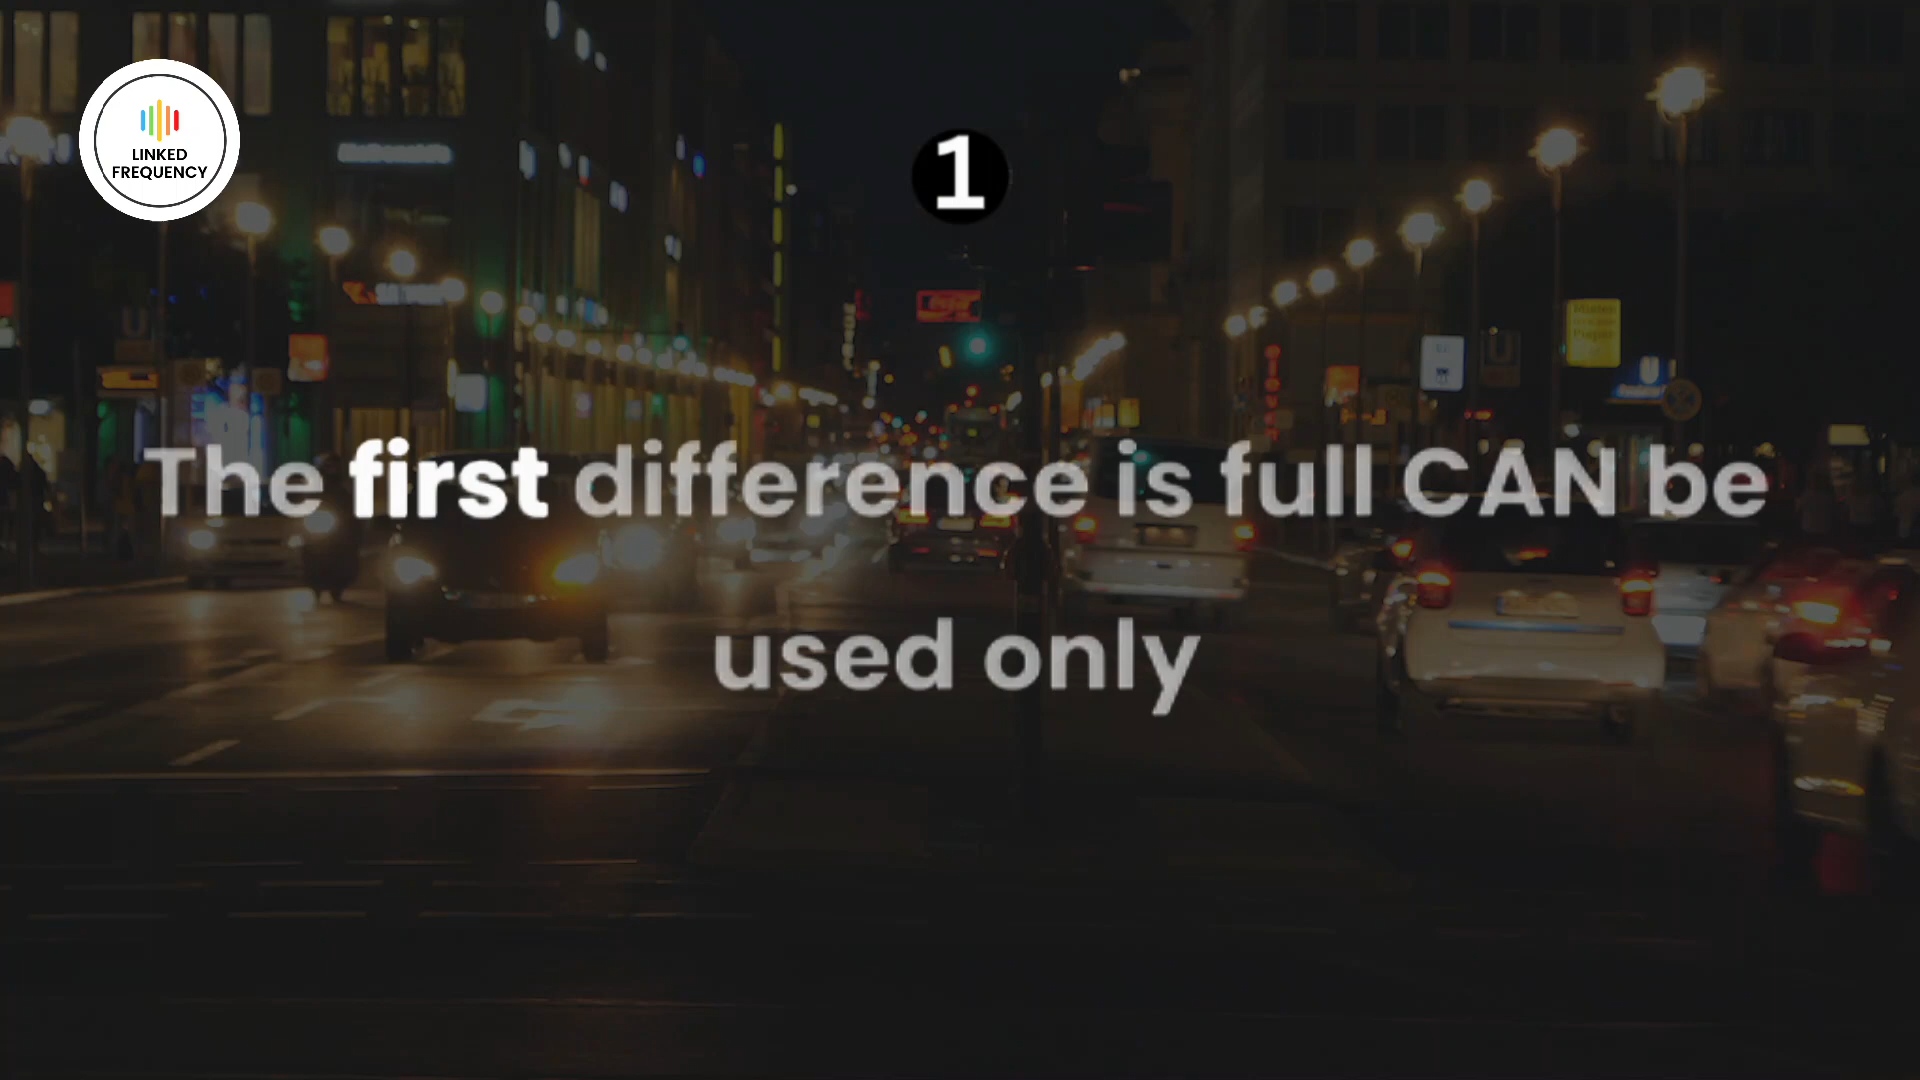 LINKED
FREQUENCY
1
The first difference is full CAN be
used only